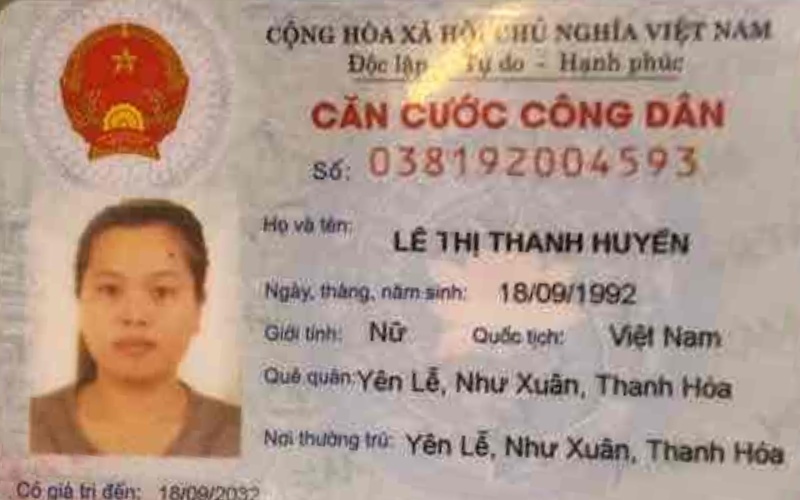 CỘNG HÒA XÃ HỘI CHỦ NGHĨA VIỆT NAM
Độc lập - Tự do - Hạnh phúc
CĂN CƯỚC CÔNG DÂN
Số: 038192004593
Họ và tên:
LÊ THỊ THANH HUYỀN
Ngày, tháng, năm sinh: 18/09/1992
Giới tính: Nữ Quốc tịch: Việt Nam
Quê quán: Yên Lễ, Như Xuân, Thanh Hóa
Nơi thường trú: Yên Lễ, Như Xuân, Thanh Hóa
Có giá trị đến: 18/09/2032